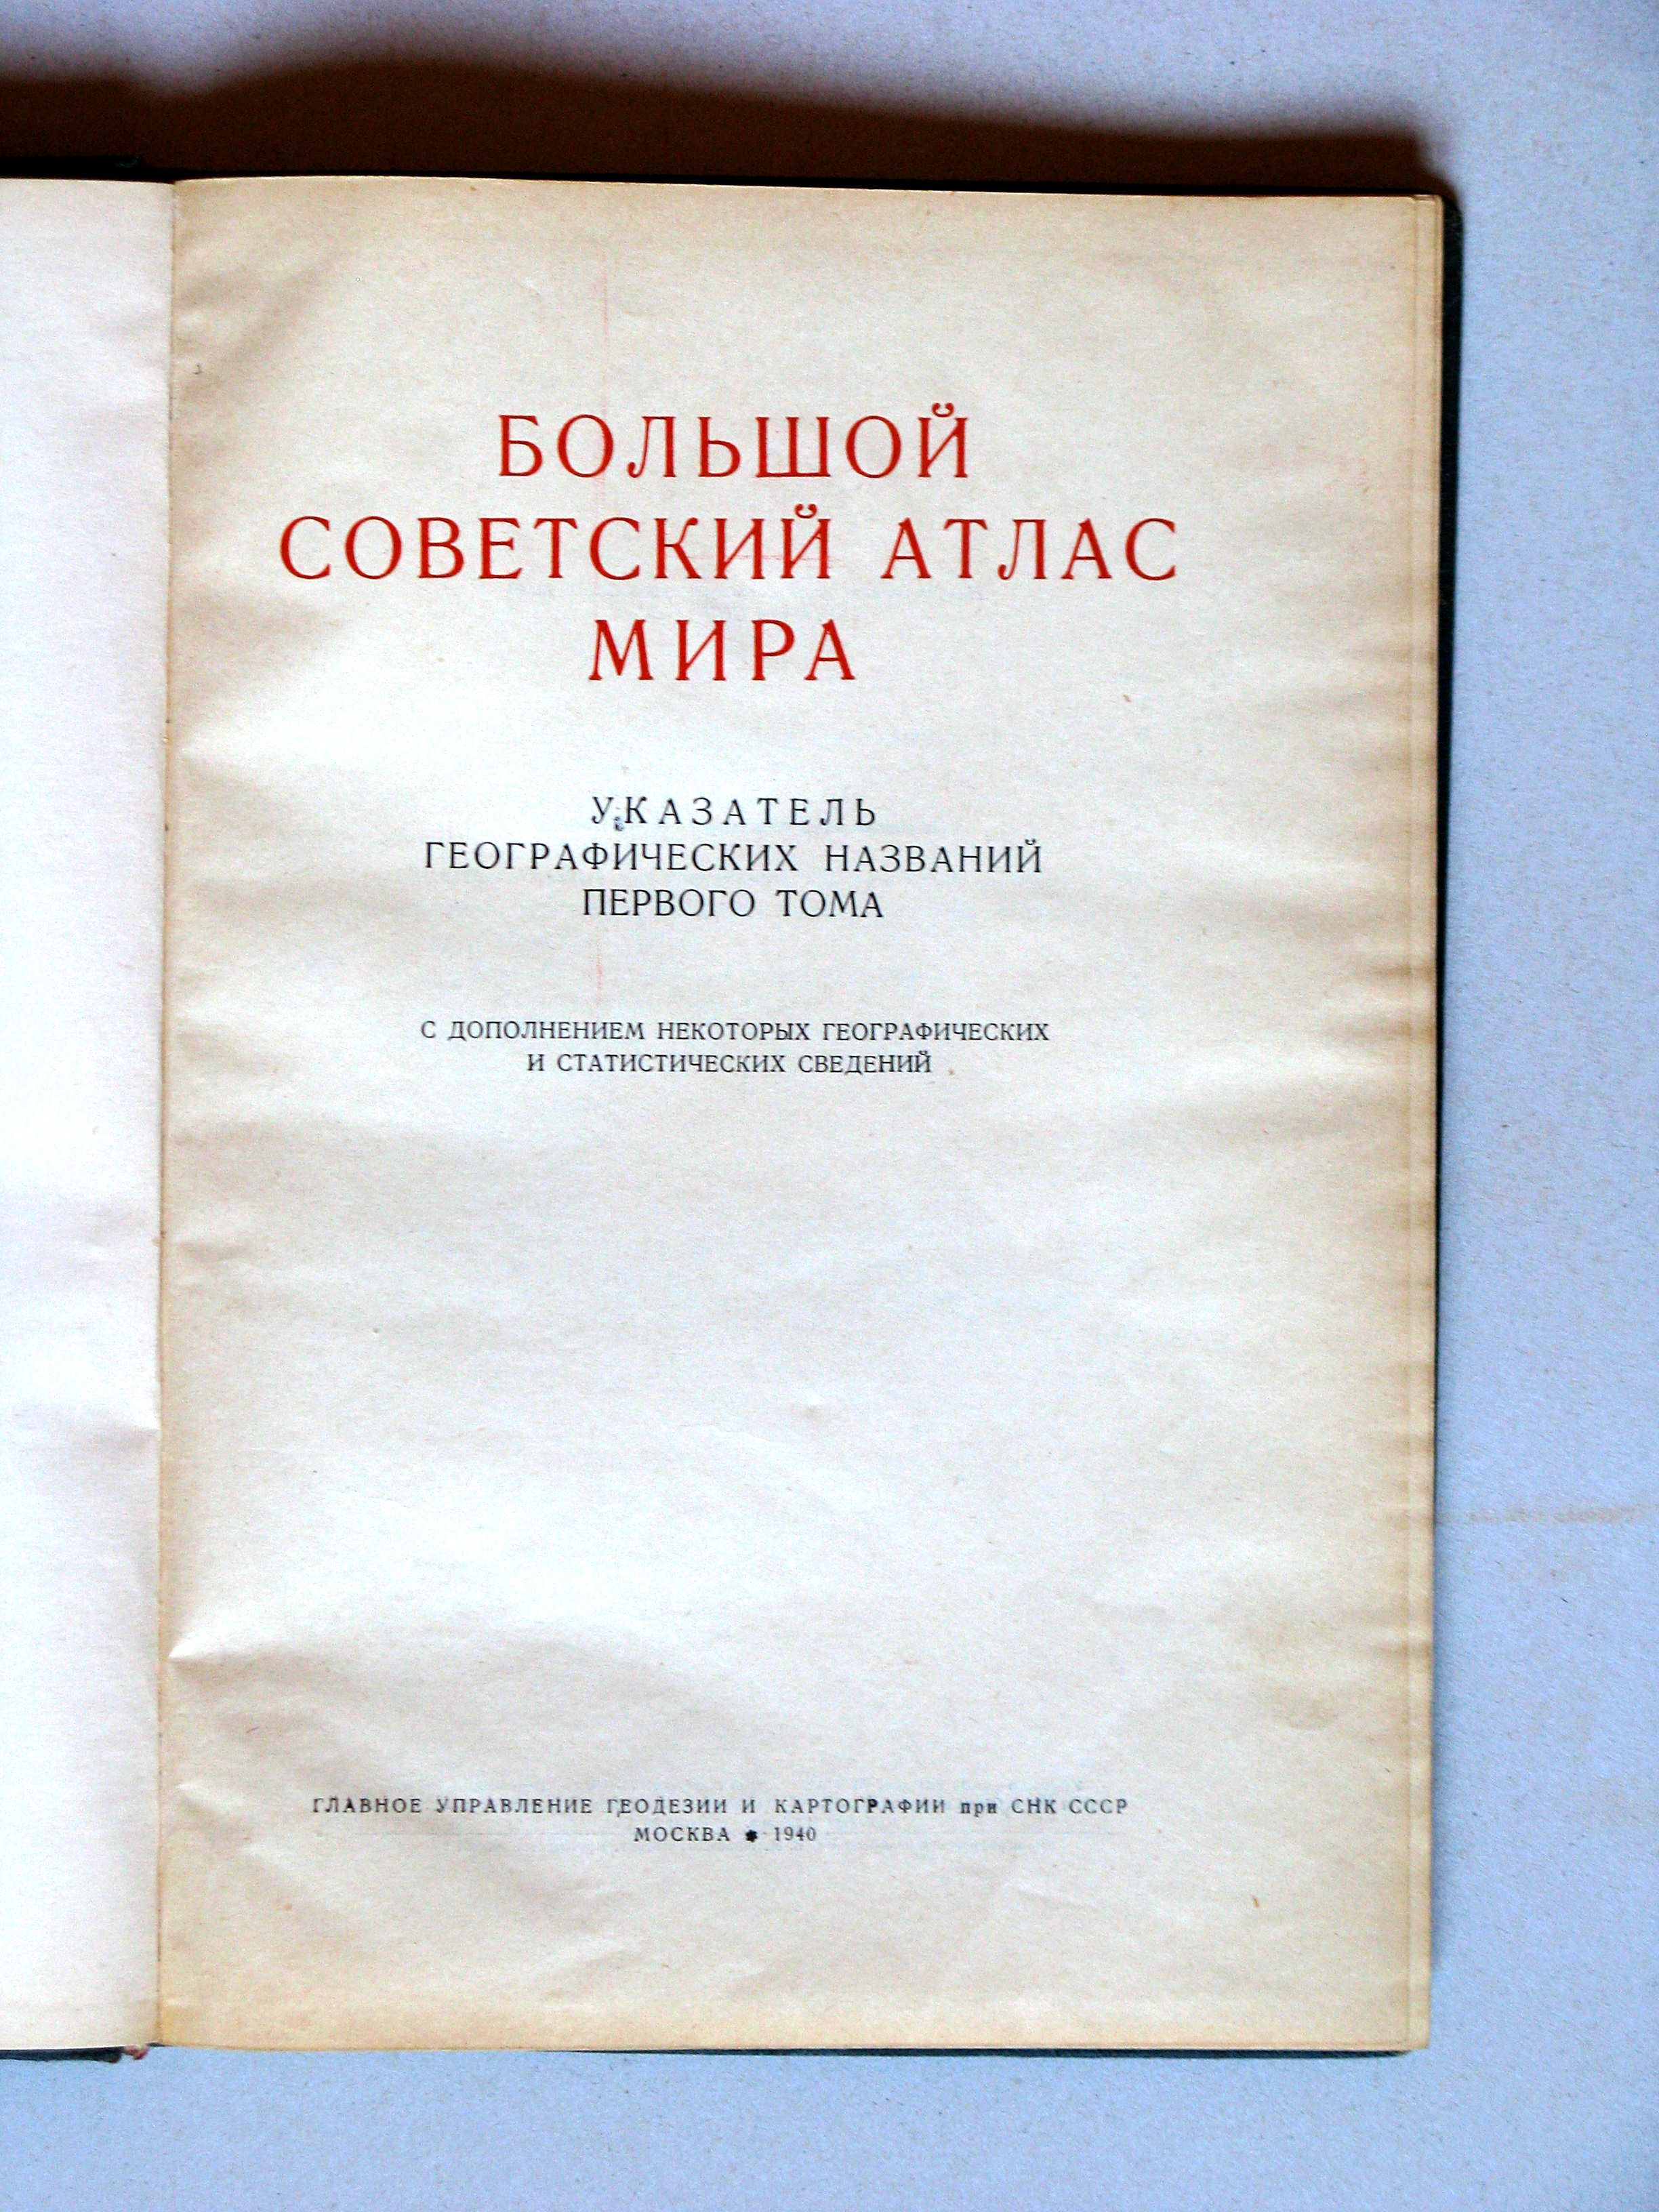 БОЛЬШОЙ
СОВЕТСКИЙ АТЛАС
МИРА
УКАЗАТЕЛЬ
ГЕОГРАФИЧЕСКИХ НАЗВАНИЙ
ПЕРВОГО ТОМА
С ДОПОЛНЕНИЕМ НЕКОТОРЫХ ГЕОГРАФИЧЕСКИХ
И СТАТИСТИЧЕСКИХ СВЕДЕНИЙ
ГЛАВНОЕ УПРАВЛЕНИЕ ГЕОДЕЗИИ И КАРТОГРАФИИ при СНК СССР
МОСКВА * 1940